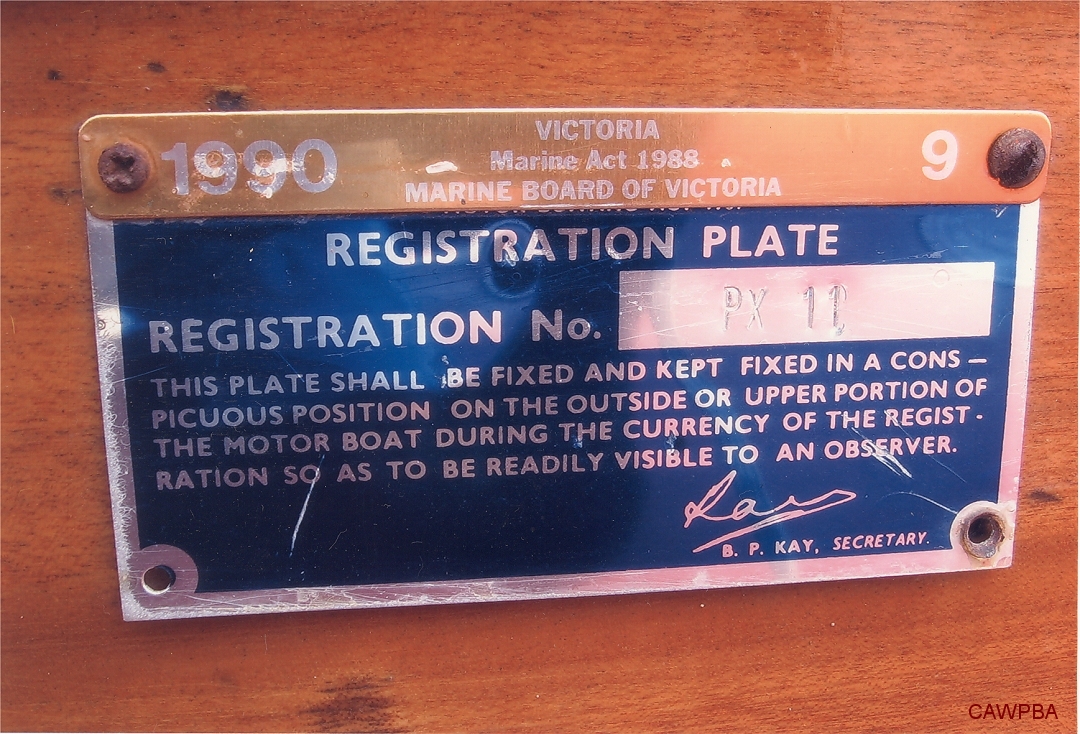 1990
VICTORIA
Marine Act 1988
MARINE BOARD OF VICTORIA
9
REGISTRATION PLATE
REGISTRATION No.
PX 11
THIS PLATE SHALL BE FIXED AND KEPT FIXED IN A CONS –
PICUOUS POSITION ON THE OUTSIDE OR UPPER PORTION OF
THE MOTOR BOAT DURING THE CURRENCY OF THE REGIST -
RATION SO AS TO BE READILY VISIBLE TO AN OBSERVER.
B. P. KAY, SECRETARY.
CAWPBA